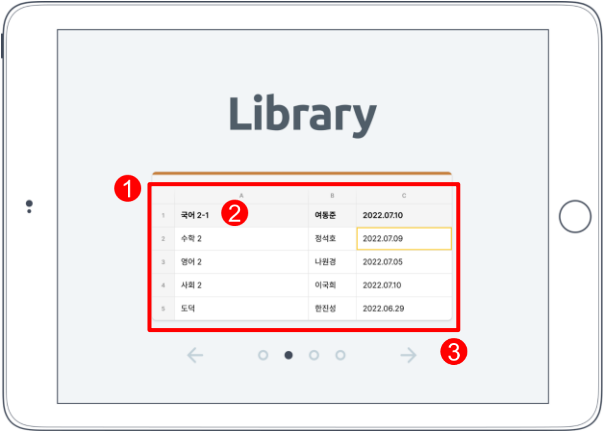 Library
1
A B C
1 국어 2-1 2 여동준 2022.07.10
2 수학 2 정석호 2022.07.09
3 영어 2 나원경 2022.07.05
4 사회 2 이국희 2022.07.10
5 도덕 한진성 2022.06.29
3